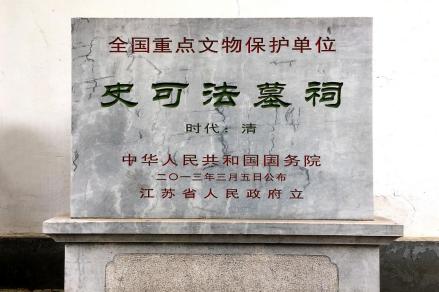 全国重点文物保护单位
史可法墓祠
时代：清
中华人民共和国国务院
二〇一三年三月五日公布
江苏省人民政府立